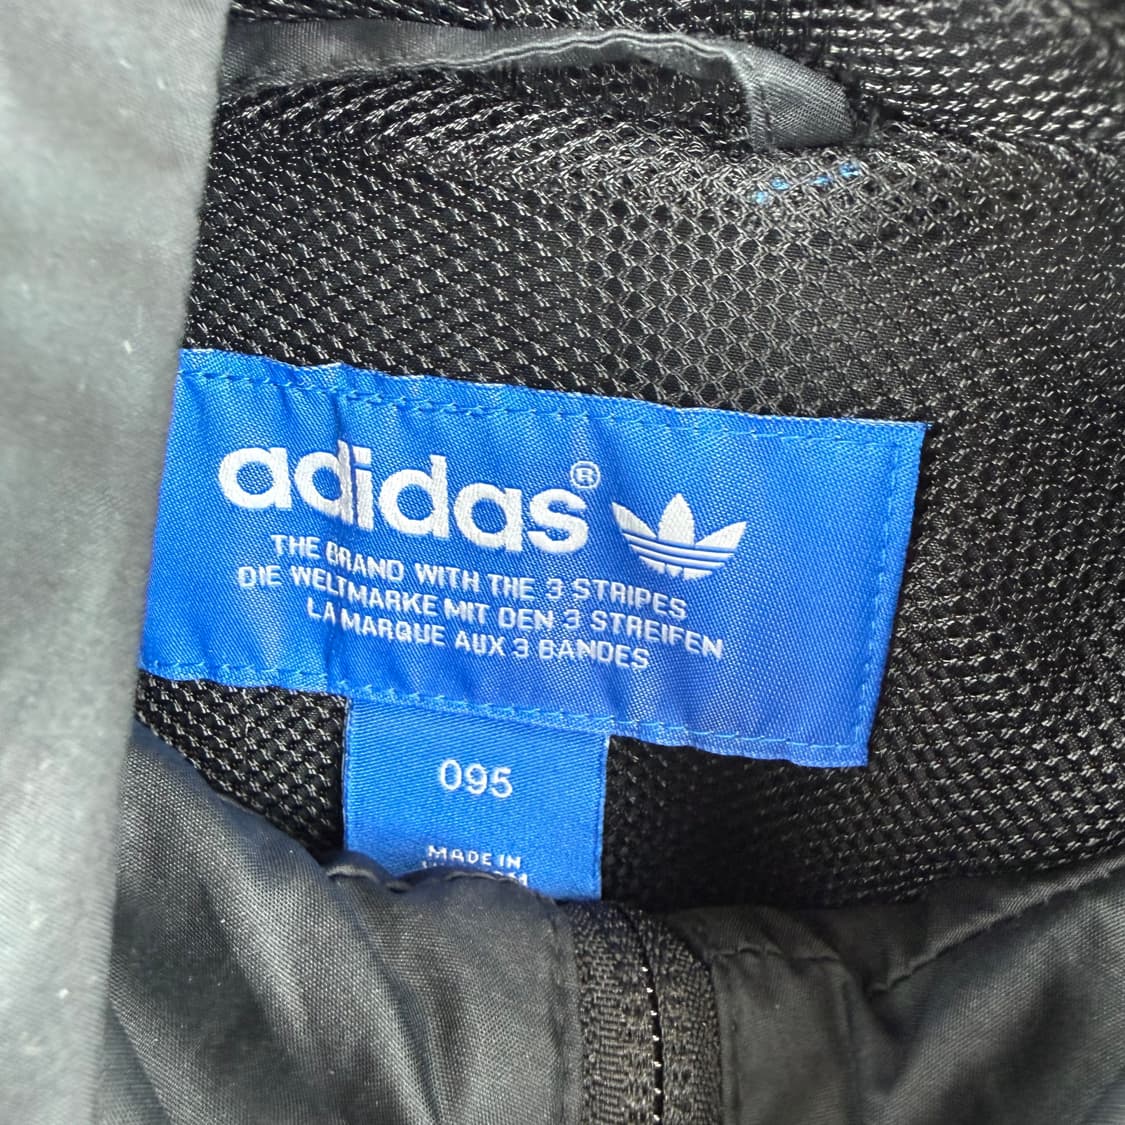 adidas®
THE BRAND WITH THE 3 STRIPES
DIE WELTMARKE MIT DEN 3 STREIFEN
LA MARQUE AUX 3 BANDES
095
MADE IN